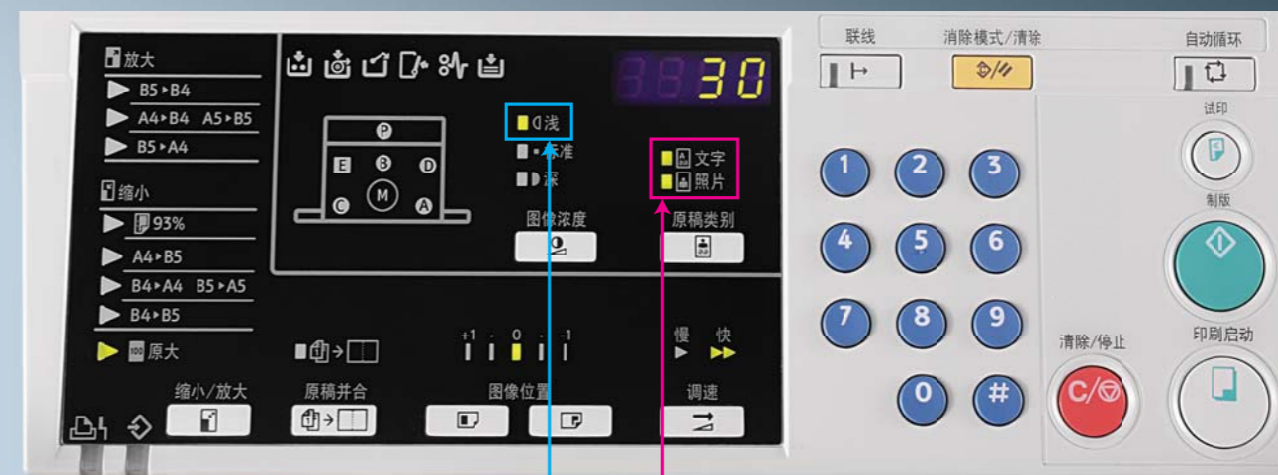 放大
B5▸B4
A4▸B4 A5▸B5
B5▸A4
缩小
93%
A4▸B5
B4▸A4 B5▸A5
B4▸B5
100 原大
缩小/放大
30
P
E B D
C M A
浅
标准
深
图像浓度
文字
照片
原稿类别
原稿并合
+1 · 0 · -1
图像位置
慢 快
调速
联线
消除模式/清除
自动循环
试印
制版
1 2 3
4 5 6
7 8 9
0 #
清除/停止
C/
印刷启动